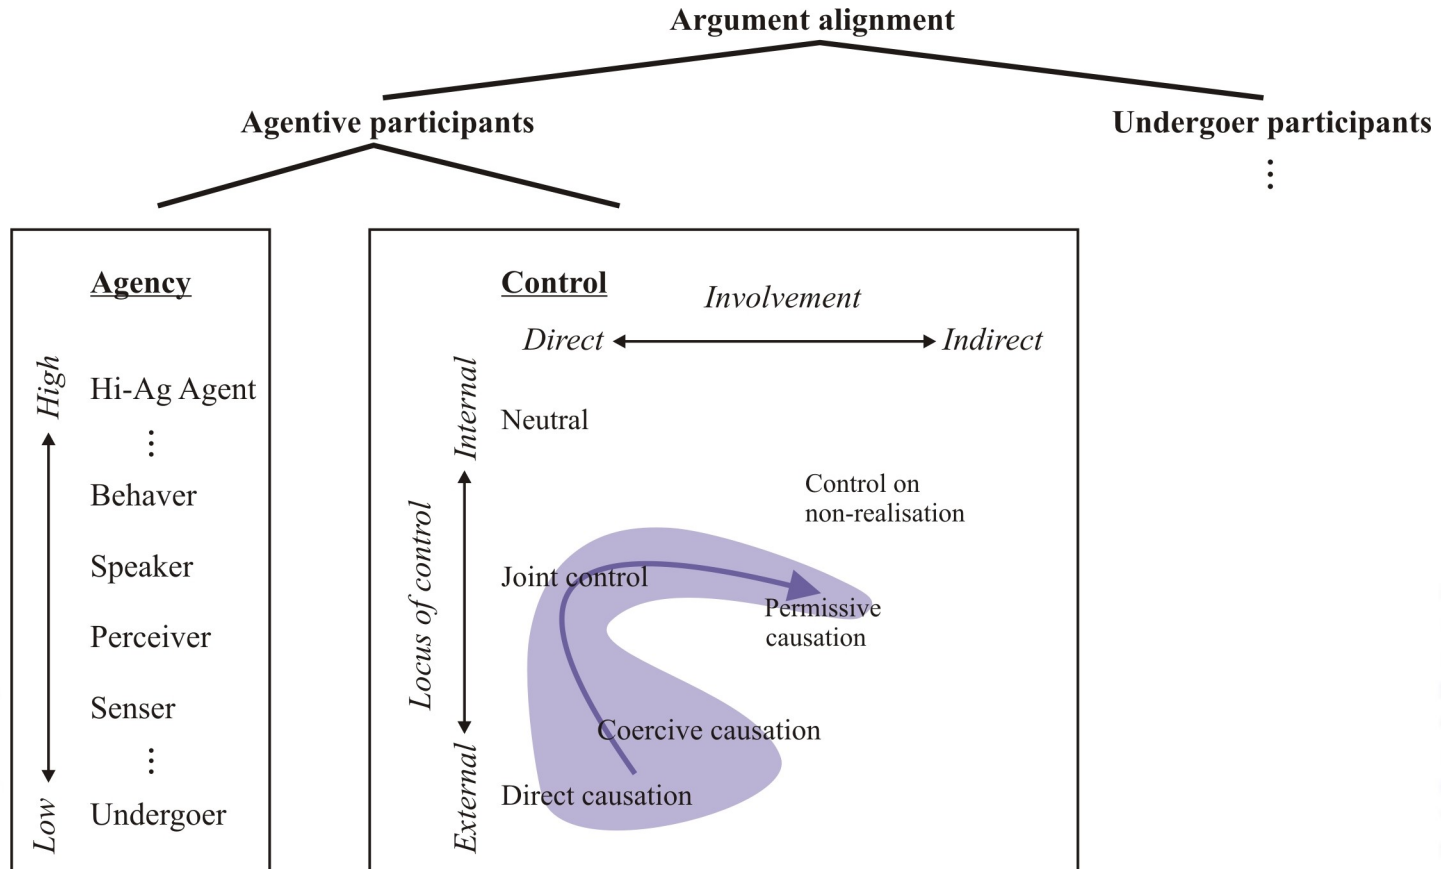 Argument alignment
Agentive participants
Undergoer participants
⋮
Agency
High
Low
Hi-Ag Agent
⋮
Behaver
Speaker
Perceiver
Senser
⋮
Undergoer
Control
Involvement
Direct
Indirect
Internal
Locus of control
External
Neutral
Control on
non-realisation
Joint control
Permissive
causation
Coercive causation
Direct causation